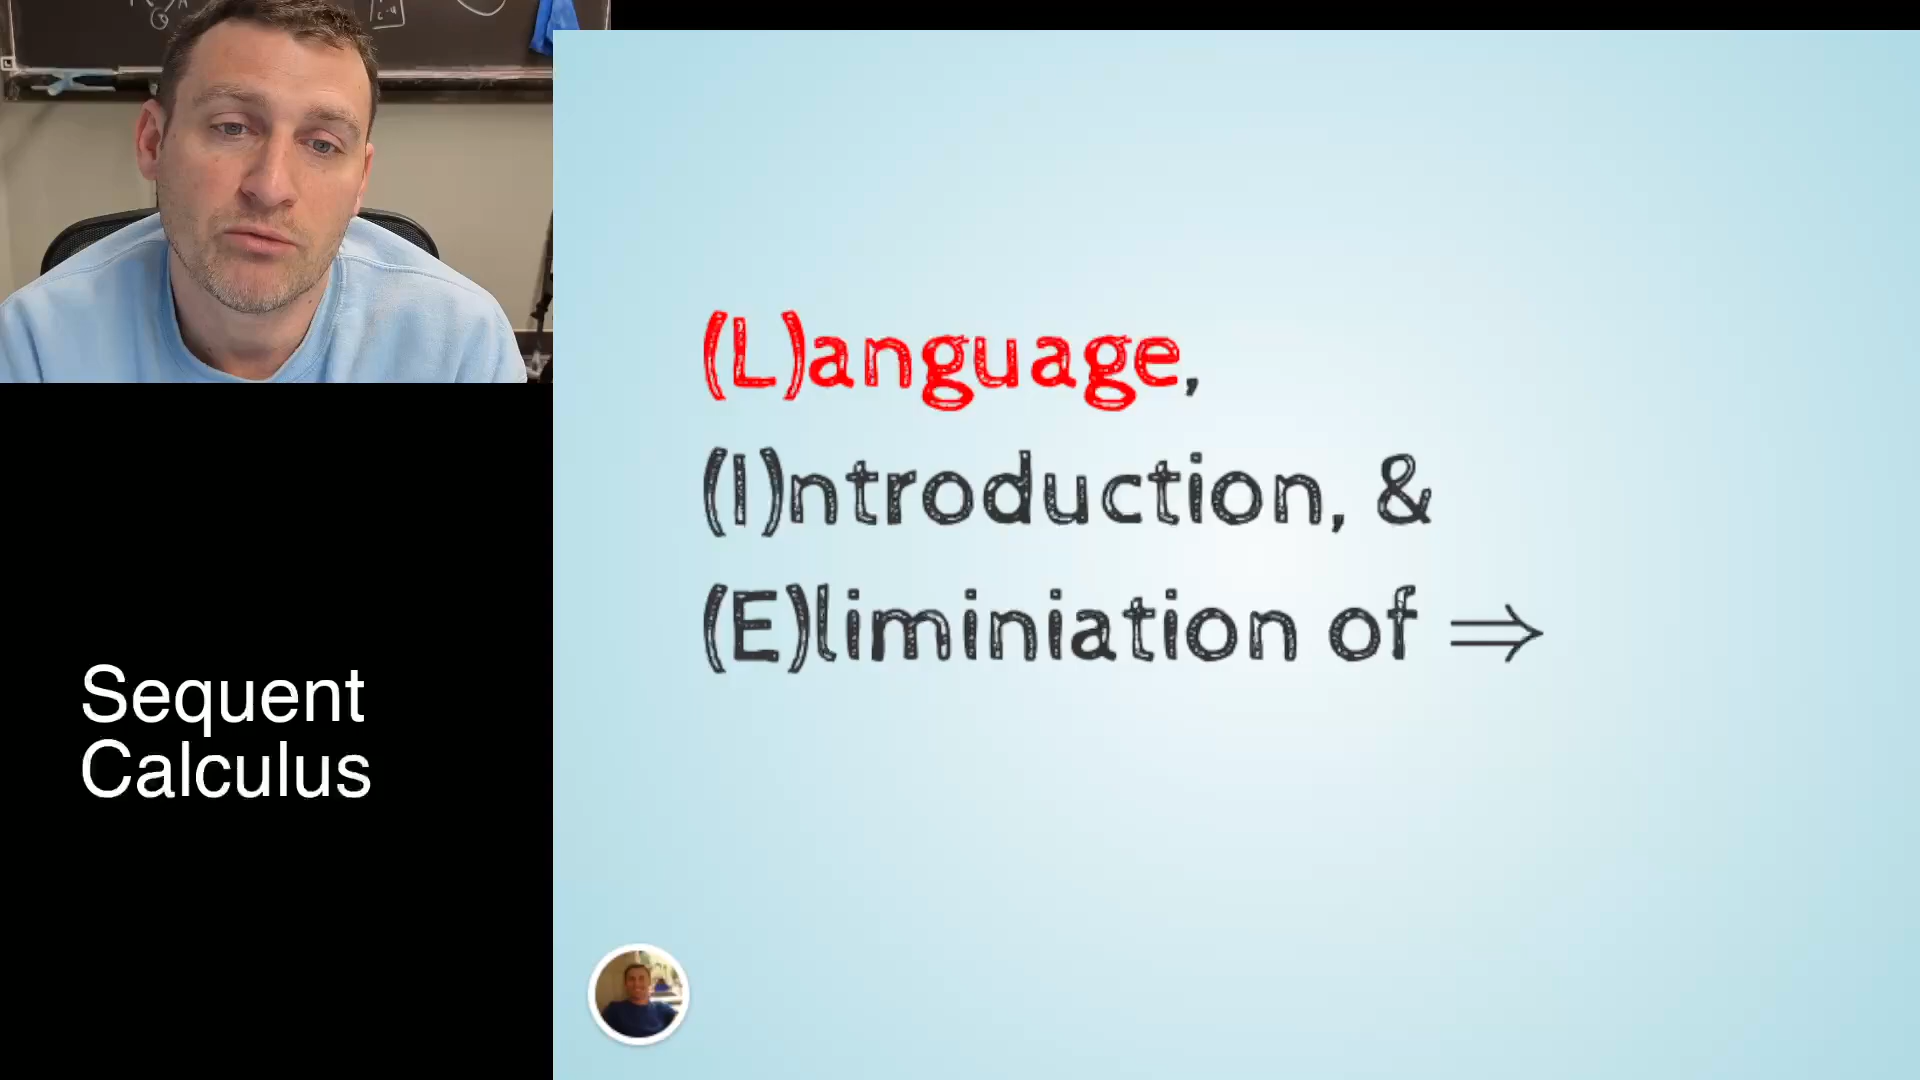 (L)anguage,
(I)ntroduction, &
(E)liminiation of ⇒
Sequent
Calculus